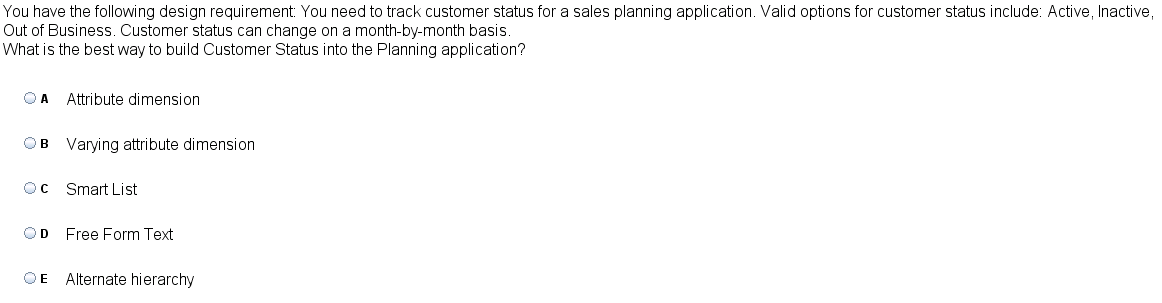 You have the following design requirement: You need to track customer status for a sales planning application. Valid options for customer status include: Active, Inactive,
Out of Business. Customer status can change on a month-by-month basis.
What is the best way to build Customer Status into the Planning application?
A Attribute dimension
B Varying attribute dimension
C Smart List
D Free Form Text
E Alternate hierarchy